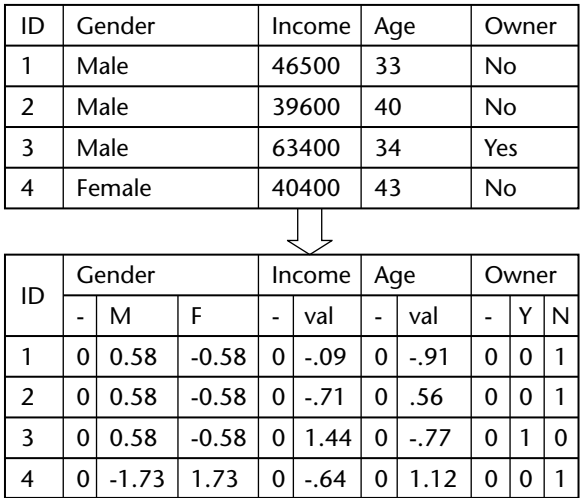 ID Gender Income Age Owner
1 Male 46500 33 No
2 Male 39600 40 No
3 Male 63400 34 Yes
4 Female 40400 43 No
ID Gender Income Age Owner
- M F - val - val - Y N
1 0 0.58 -0.58 0 -.09 0 -.91 0 0 1
2 0 0.58 -0.58 0 -.71 0 .56 0 0 1
3 0 0.58 -0.58 0 1.44 0 -.77 0 1 0
4 0 -1.73 1.73 0 -.64 0 1.12 0 0 1